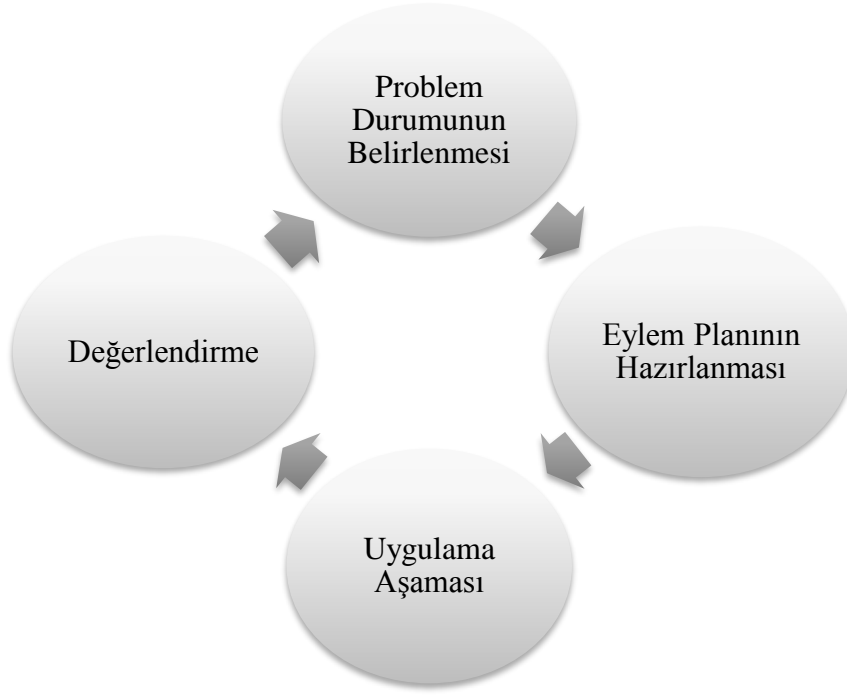 Problem
Durumunun
Belirlenmesi
Eylem Planının
Hazırlanması
Uygulama
Aşaması
Değerlendirme